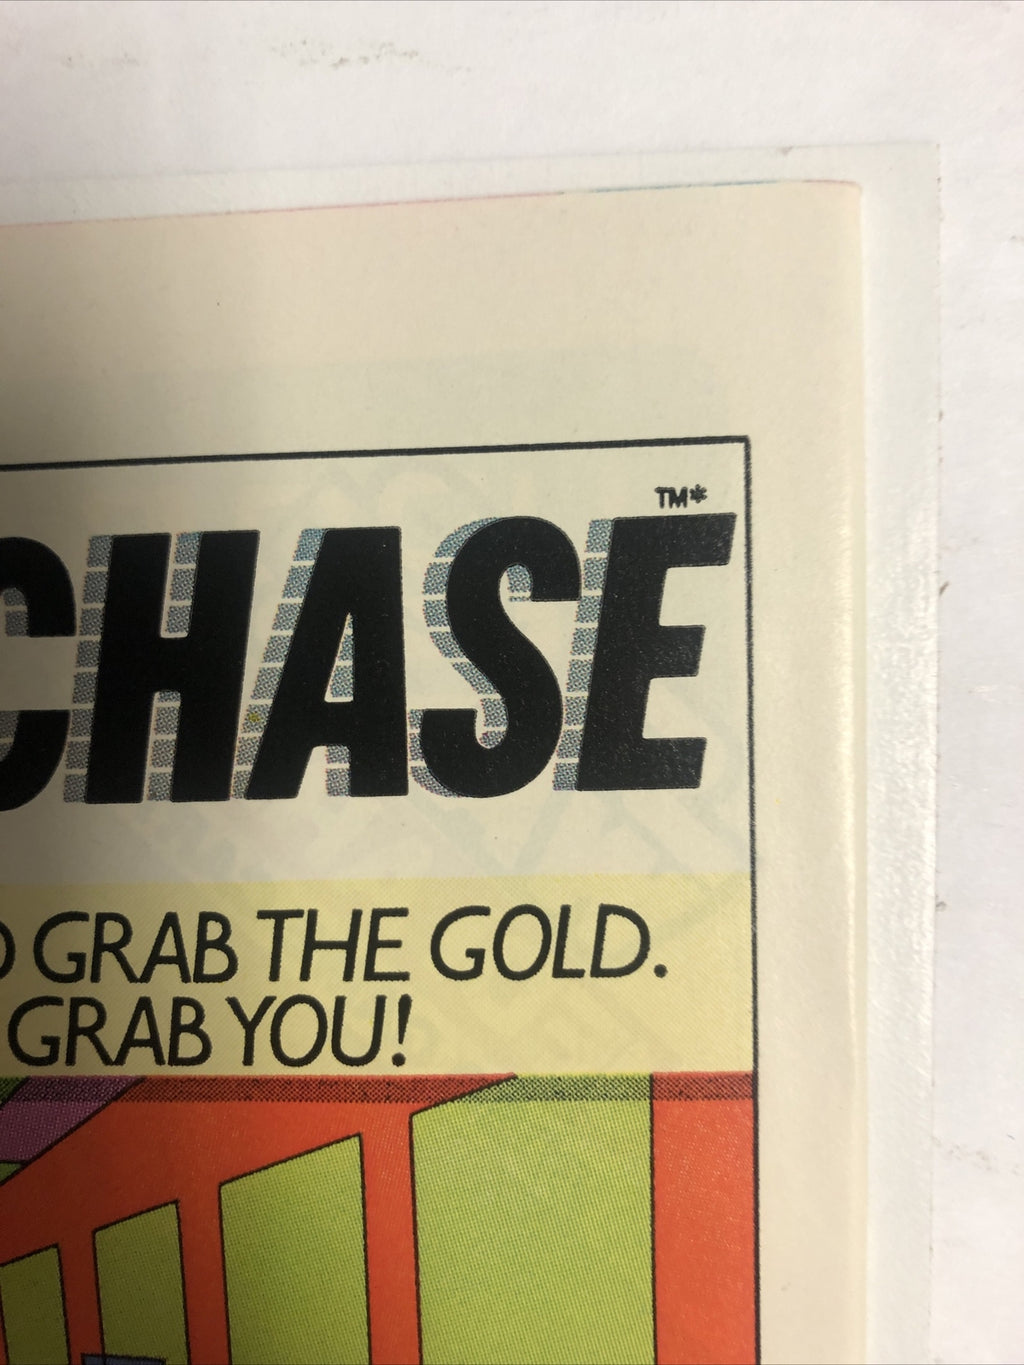 TM*
CHASE
GRAB THE GOLD.
GRAB YOU!